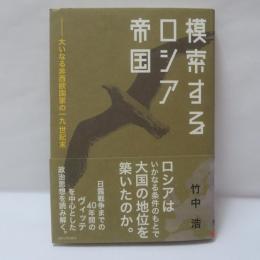 模索する
ロシア
帝国
大いなる非西欧国家の一九世紀末
竹中 浩
ロシアは
いかなる条件のもとで
大国の地位を
築いたのか。
日露戦争までの
40年間の
ヴィッテ
を中心とした
政治思想を読み解く。